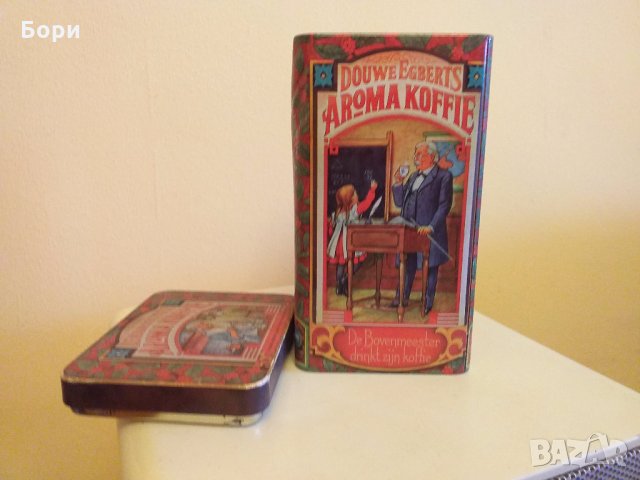 Бори
DOUWE EGBERTS
AROMA KOFFIE
De Bovenmeester
drinkt zijn koffie
BAZAR